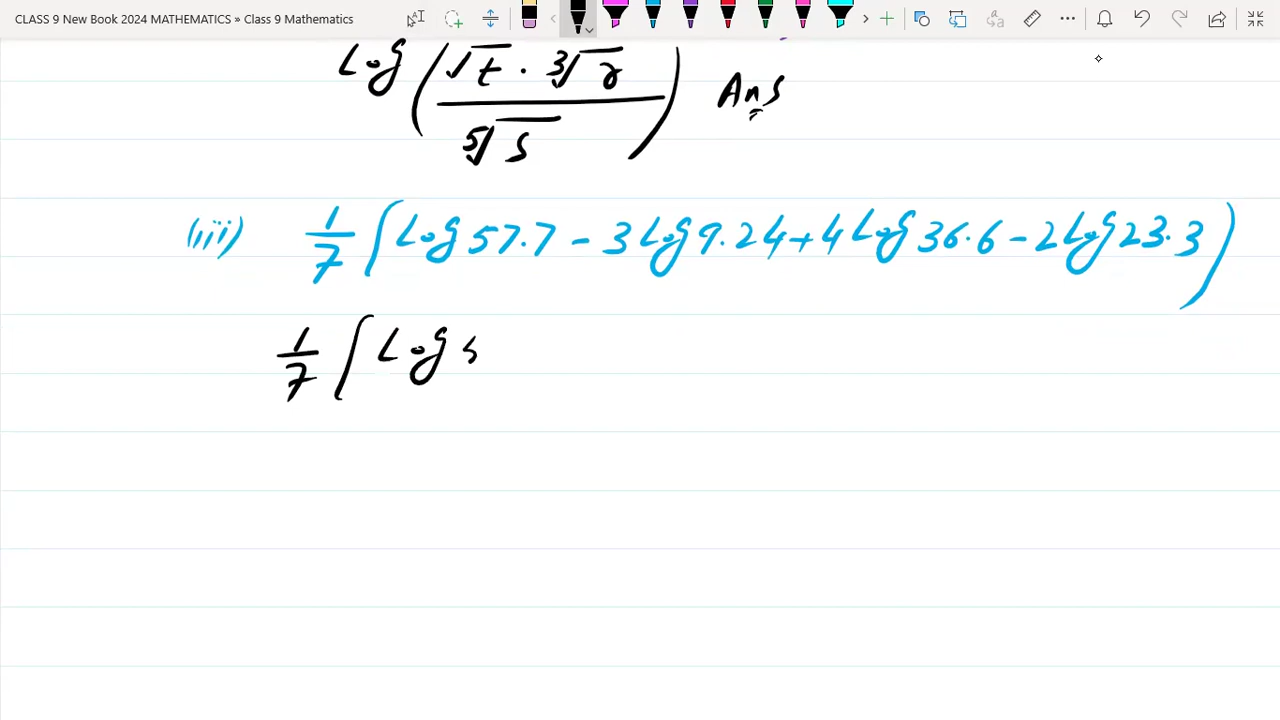 CLASS 9 New Book 2024 MATHEMATICS » Class 9 Mathematics
Log (√t · ∛r / ⁵√s) Ans
(iii) 1/7 (Log 57.7 - 3 Log 9.24 + 4 Log 36.6 - 2 Log 23.3)
1/7 (Log